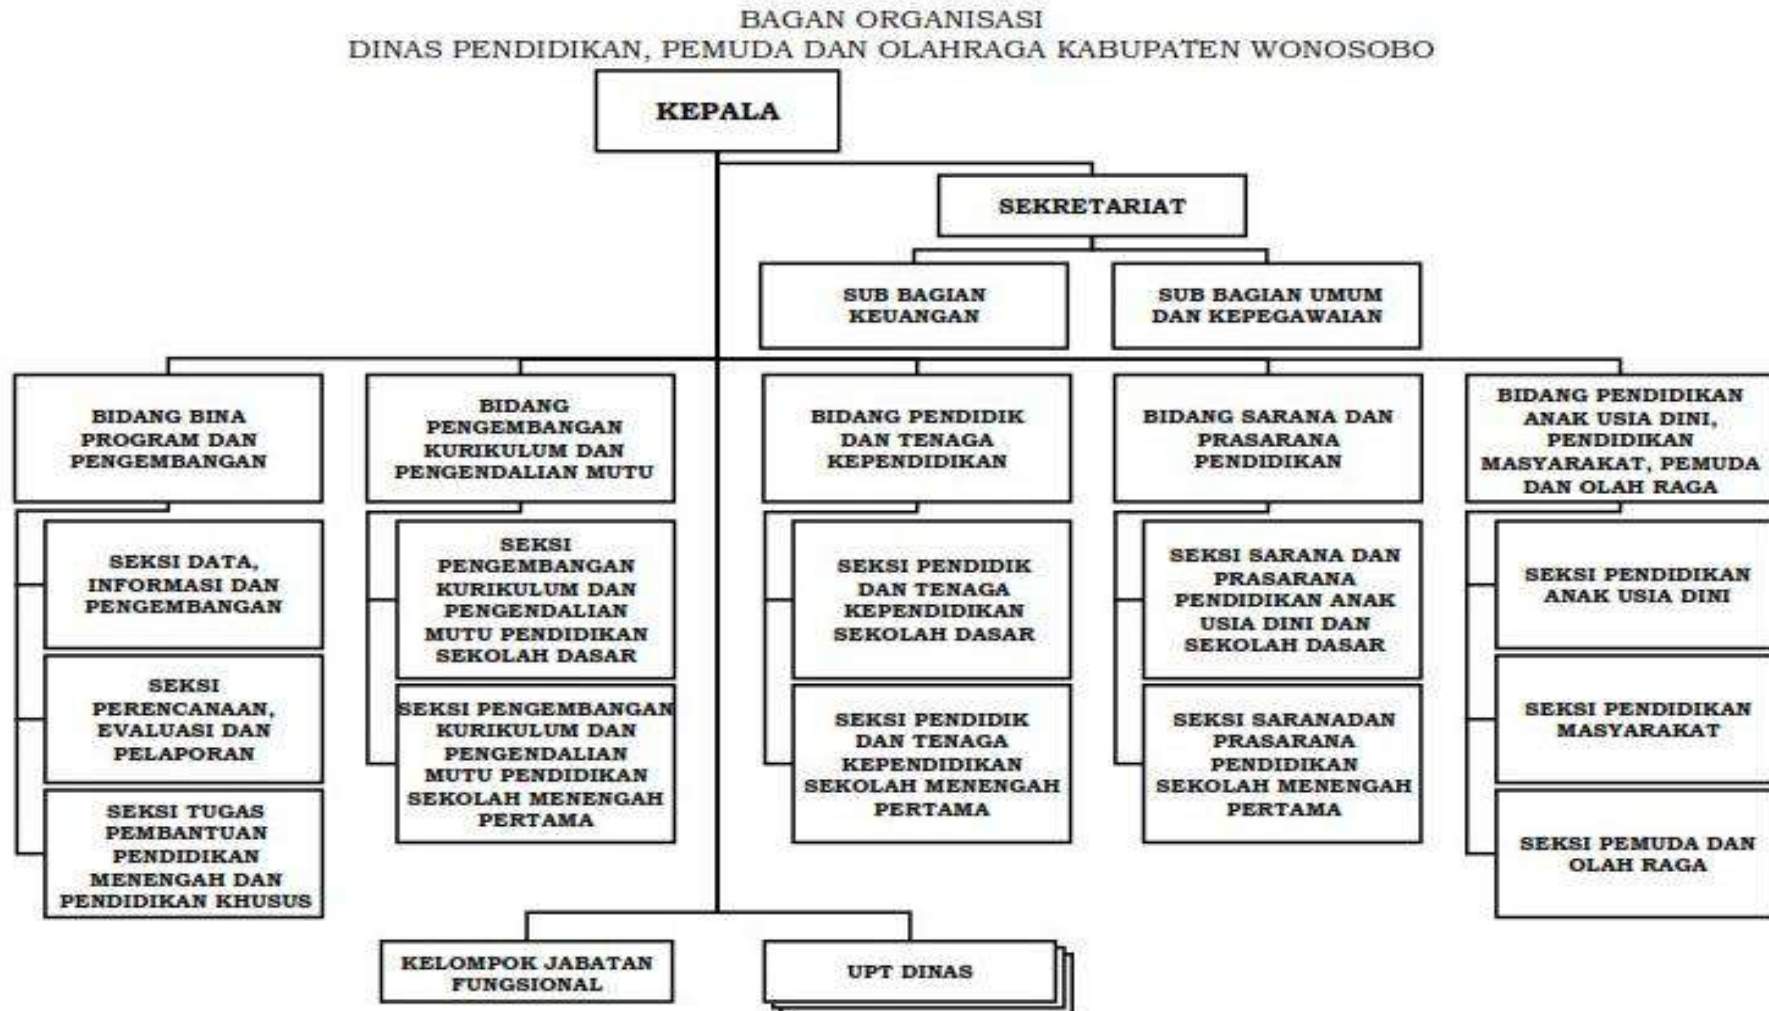 BAGAN ORGANISASI
DINAS PENDIDIKAN, PEMUDA DAN OLAHRAGA KABUPATEN WONOSOBO
KEPALA
SEKRETARIAT
SUB BAGIAN
KEUANGAN
SUB BAGIAN UMUM
DAN KEPEGAWAIAN
BIDANG BINA
PROGRAM DAN
PENGEMBANGAN
BIDANG
PENGEMBANGAN
KURIKULUM DAN
PENGENDALIAN MUTU
BIDANG PENDIDIK
DAN TENAGA
KEPENDIDIKAN
BIDANG SARANA DAN
PRASARANA
PENDIDIKAN
BIDANG PENDIDIKAN
ANAK USIA DINI,
PENDIDIKAN
MASYARAKAT, PEMUDA
DAN OLAH RAGA
SEKSI DATA,
INFORMASI DAN
PENGEMBANGAN
SEKSI
PERENCANAAN,
EVALUASI DAN
PELAPORAN
SEKSI TUGAS
PEMBANTUAN
PENDIDIKAN
MENENGAH DAN
PENDIDIKAN KHUSUS
SEKSI
PENGEMBANGAN
KURIKULUM DAN
PENGENDALIAN
MUTU PENDIDIKAN
SEKOLAH DASAR
SEKSI PENGEMBANGAN
KURIKULUM DAN
PENGENDALIAN
MUTU PENDIDIKAN
SEKOLAH MENENGAH
PERTAMA
SEKSI PENDIDIK
DAN TENAGA
KEPENDIDIKAN
SEKOLAH DASAR
SEKSI PENDIDIK
DAN TENAGA
KEPENDIDIKAN
SEKOLAH MENENGAH
PERTAMA
SEKSI SARANA DAN
PRASARANA
PENDIDIKAN ANAK
USIA DINI DAN
SEKOLAH DASAR
SEKSI SARANADAN
PRASARANA
PENDIDIKAN
SEKOLAH MENENGAH
PERTAMA
SEKSI PENDIDIKAN
ANAK USIA DINI
SEKSI PENDIDIKAN
MASYARAKAT
SEKSI PEMUDA DAN
OLAH RAGA
KELOMPOK JABATAN
FUNGSIONAL
UPT DINAS